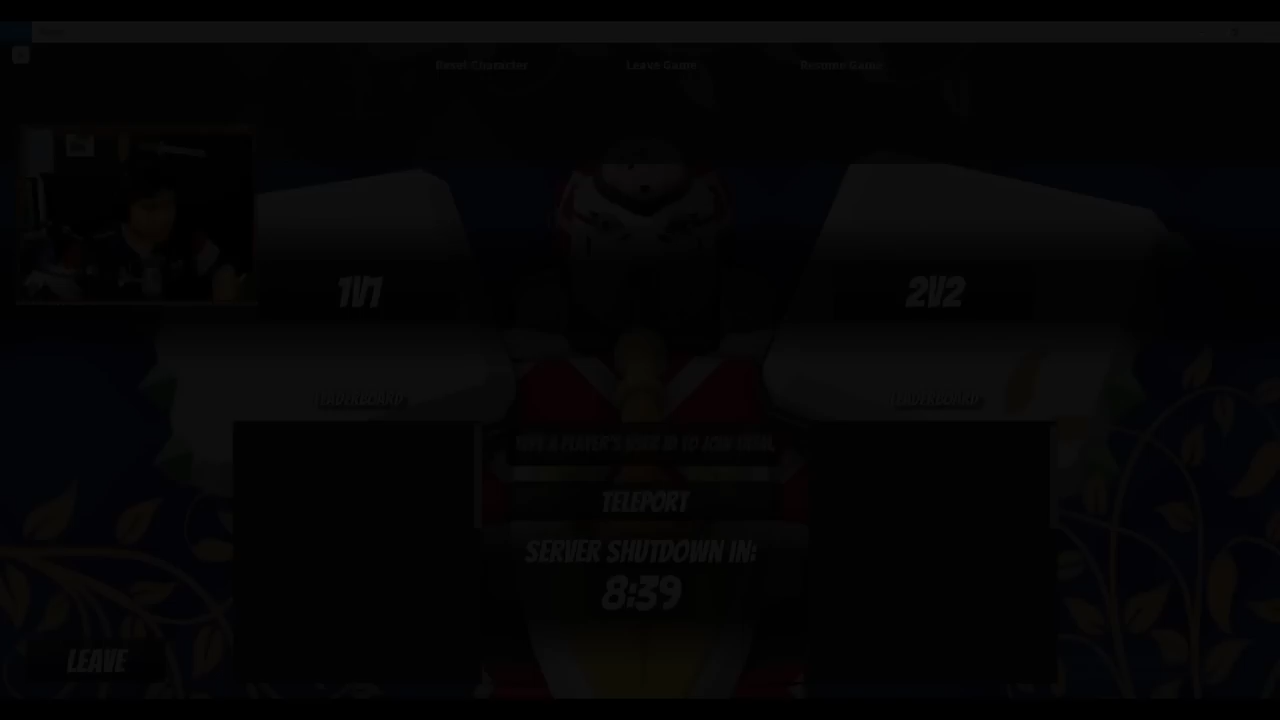 Reset Character
Leave Game
Resume Game
1V1
2V2
LEADERBOARD:
LEADERBOARD:
TELEPORT
SERVER SHUTDOWN IN:
8:39
LEAVE